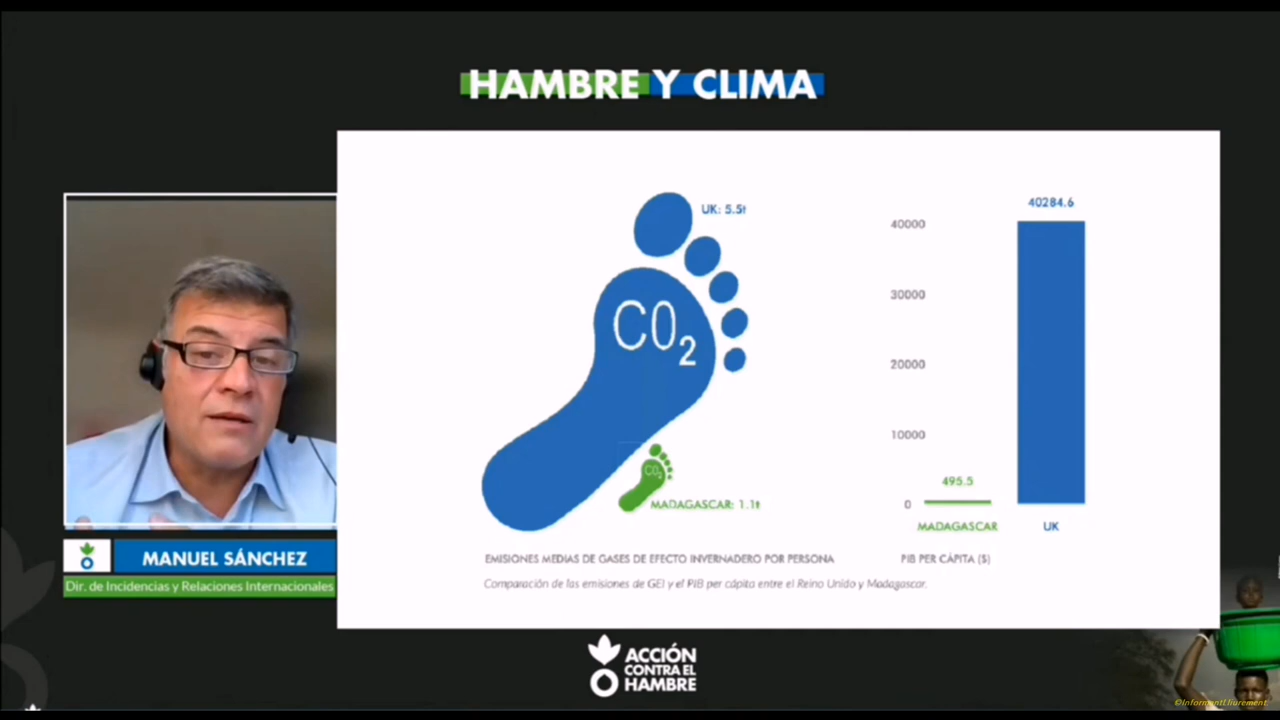 HAMBRE Y CLIMA
UK: 5.5t
CO2
CO2
MADAGASCAR: 1.1t
40284.6
40000
30000
20000
10000
495.5
0
MADAGASCAR
UK
EMISIONES MEDIAS DE GASES DE EFECTO INVERNADERO POR PERSONA
PIB PER CÁPITA ($)
Comparación de las emisiones de GEI y el PIB per cápita entre el Reino Unido y Madagascar.
MANUEL SÁNCHEZ
Dir. de Incidencias y Relaciones Internacionales
ACCIÓN
CONTRA EL
HAMBRE